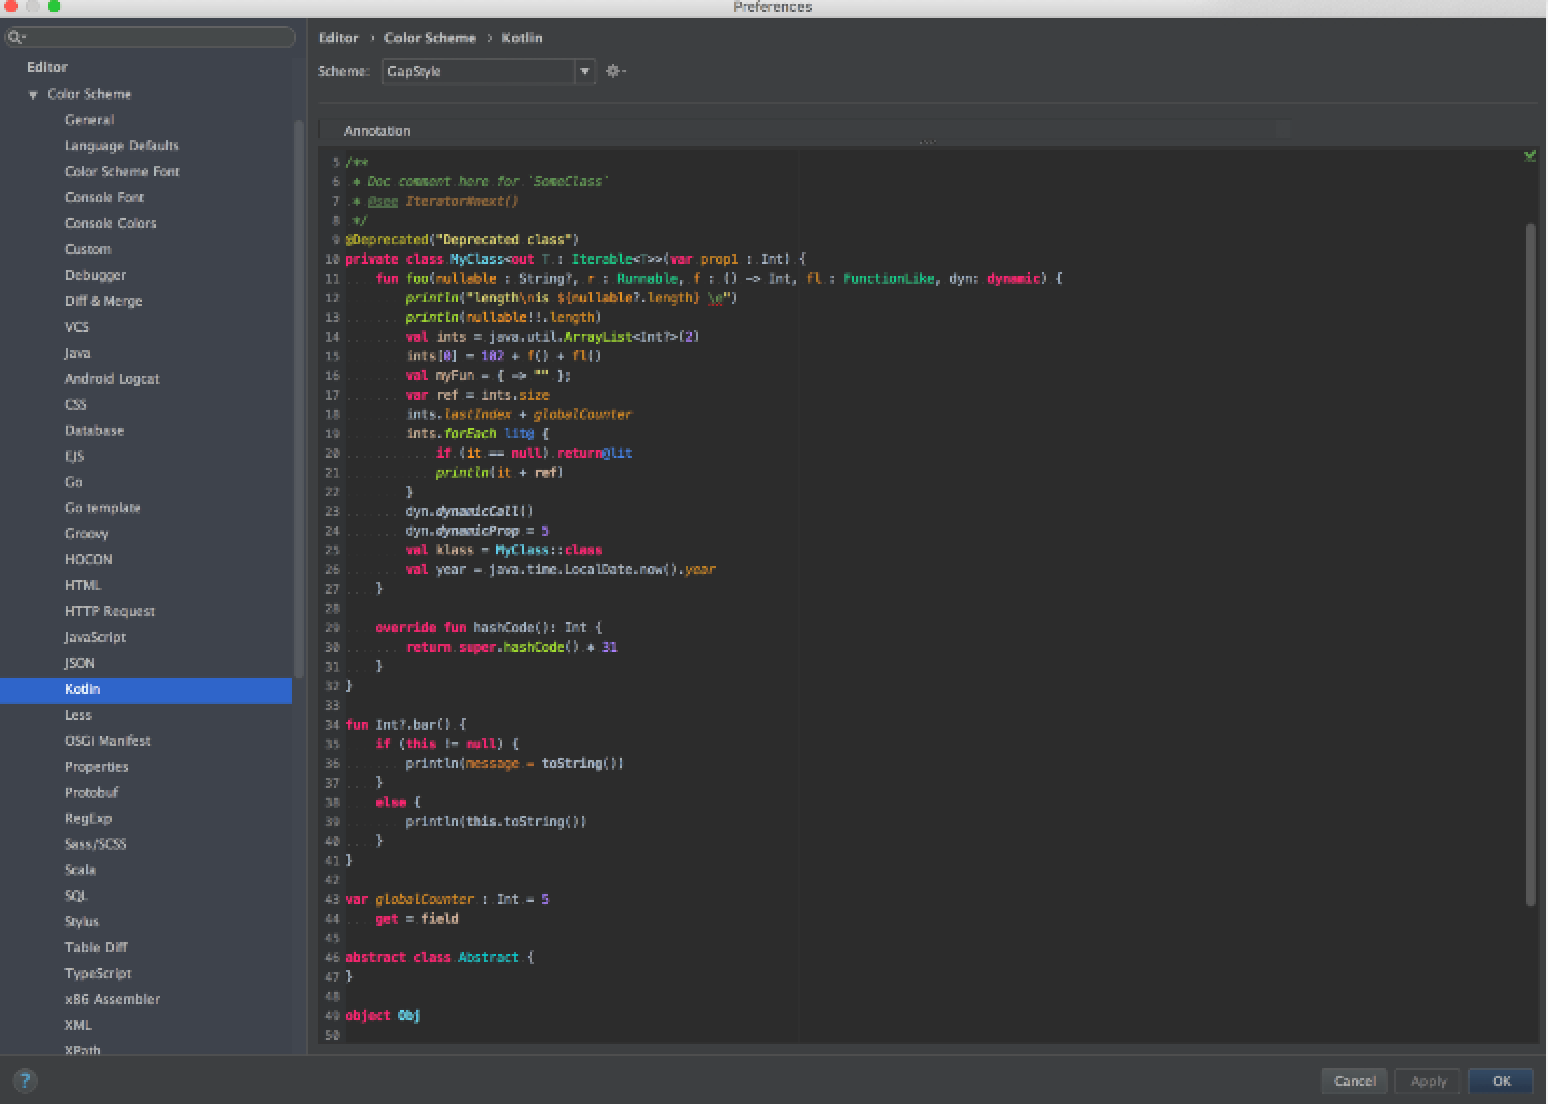 Preferences
Editor › Color Scheme › Kotlin
Scheme: GapStyle
Editor
Color Scheme
General
Language Defaults
Color Scheme Font
Console Font
Console Colors
Custom
Debugger
Diff & Merge
VCS
Java
Android Logcat
CSS
Database
EJS
Go
Go template
Groovy
HOCON
HTML
HTTP Request
JavaScript
JSON
Kotlin
Less
OSGi Manifest
Properties
Protobuf
RegExp
Sass/SCSS
Scala
SQL
Stylus
Table Diff
TypeScript
x86 Assembler
XML
XPath
Annotation
5 /**
6 * Doc comment here for `SomeClass`
7 * @see Iterator#next()
8 */
9 @Deprecated("Deprecated class")
10 private class MyClass<out T : Iterable<T>>(var prop1 : Int) {
11 fun foo(nullable : String?, r : Runnable, f : () -> Int, fl : FunctionLike, dyn: dynamic) {
12 println("length\nis ${nullable?.length} \e")
13 println(nullable!!.length)
14 val ints = java.util.ArrayList<Int?>(2)
15 ints[0] = 102 + f() + fl()
16 val myFun = { -> "" };
17 var ref = ints.size
18 ints.lastIndex + globalCounter
19 ints.forEach lit@ {
20 if (it == null) return@lit
21 println(it + ref)
22 }
23 dyn.dynamicCall()
24 dyn.dynamicProp = 5
25 val klass = MyClass::class
26 val year = java.time.LocalDate.now().year
27 }
28
29 override fun hashCode(): Int {
30 return super.hashCode() * 31
31 }
32 }
33
34 fun Int?.bar() {
35 if (this != null) {
36 println(message = toString())
37 }
38 else {
39 println(this.toString())
40 }
41 }
42
43 var globalCounter : Int = 5
44 get = field
45
46 abstract class Abstract {
47 }
48
49 object Obj
50
?
Cancel
Apply
OK